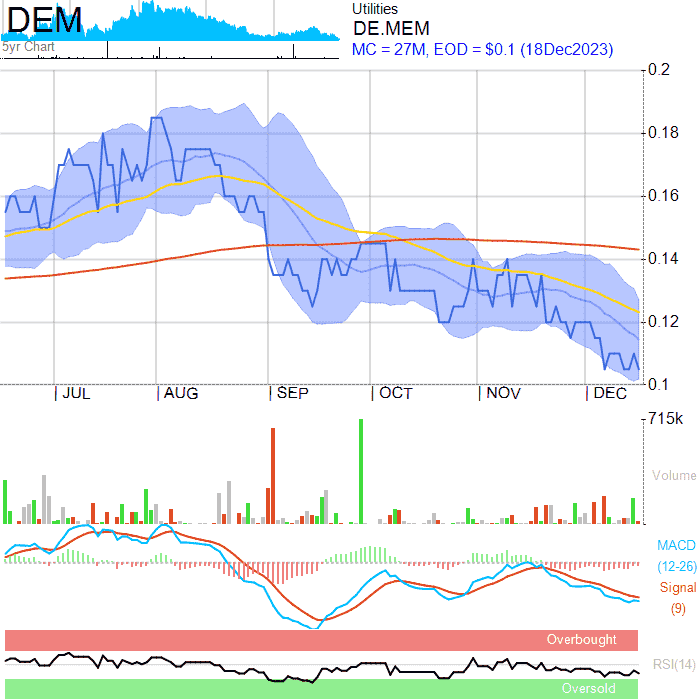 DEM
5yr Chart
Utilities
DE.MEM
MC = 27M, EOD = $0.1 (18Dec2023)
0.2
0.18
0.16
0.14
0.12
0.1
JUL AUG SEP OCT NOV DEC
715k
Volume
MACD
(12-26)
Signal
(9)
Overbought
RSI(14)
Oversold